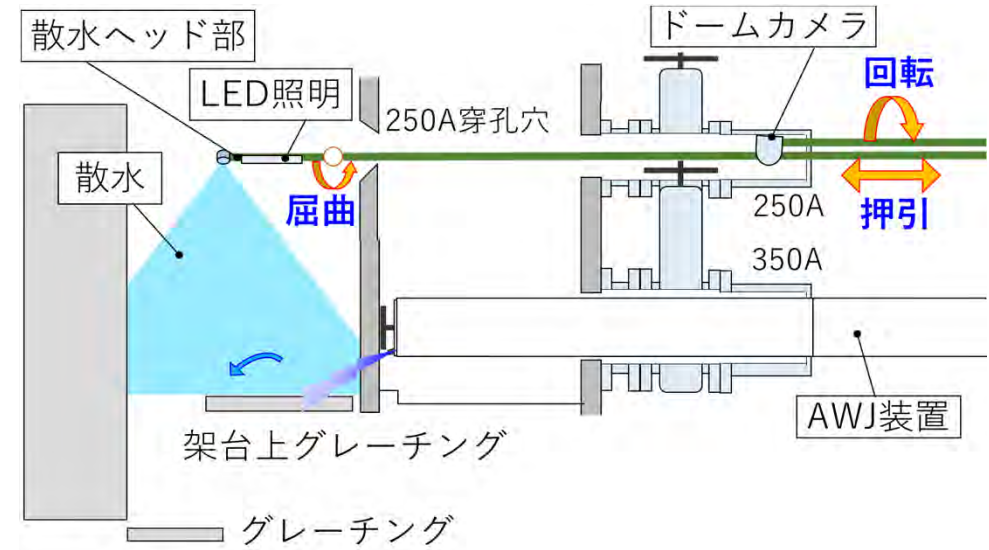 散水ヘッド部
ドームカメラ
LED照明
250A穿孔穴
回転
散水
屈曲
250A
押引
350A
AWJ装置
架台上グレーチング
グレーチング